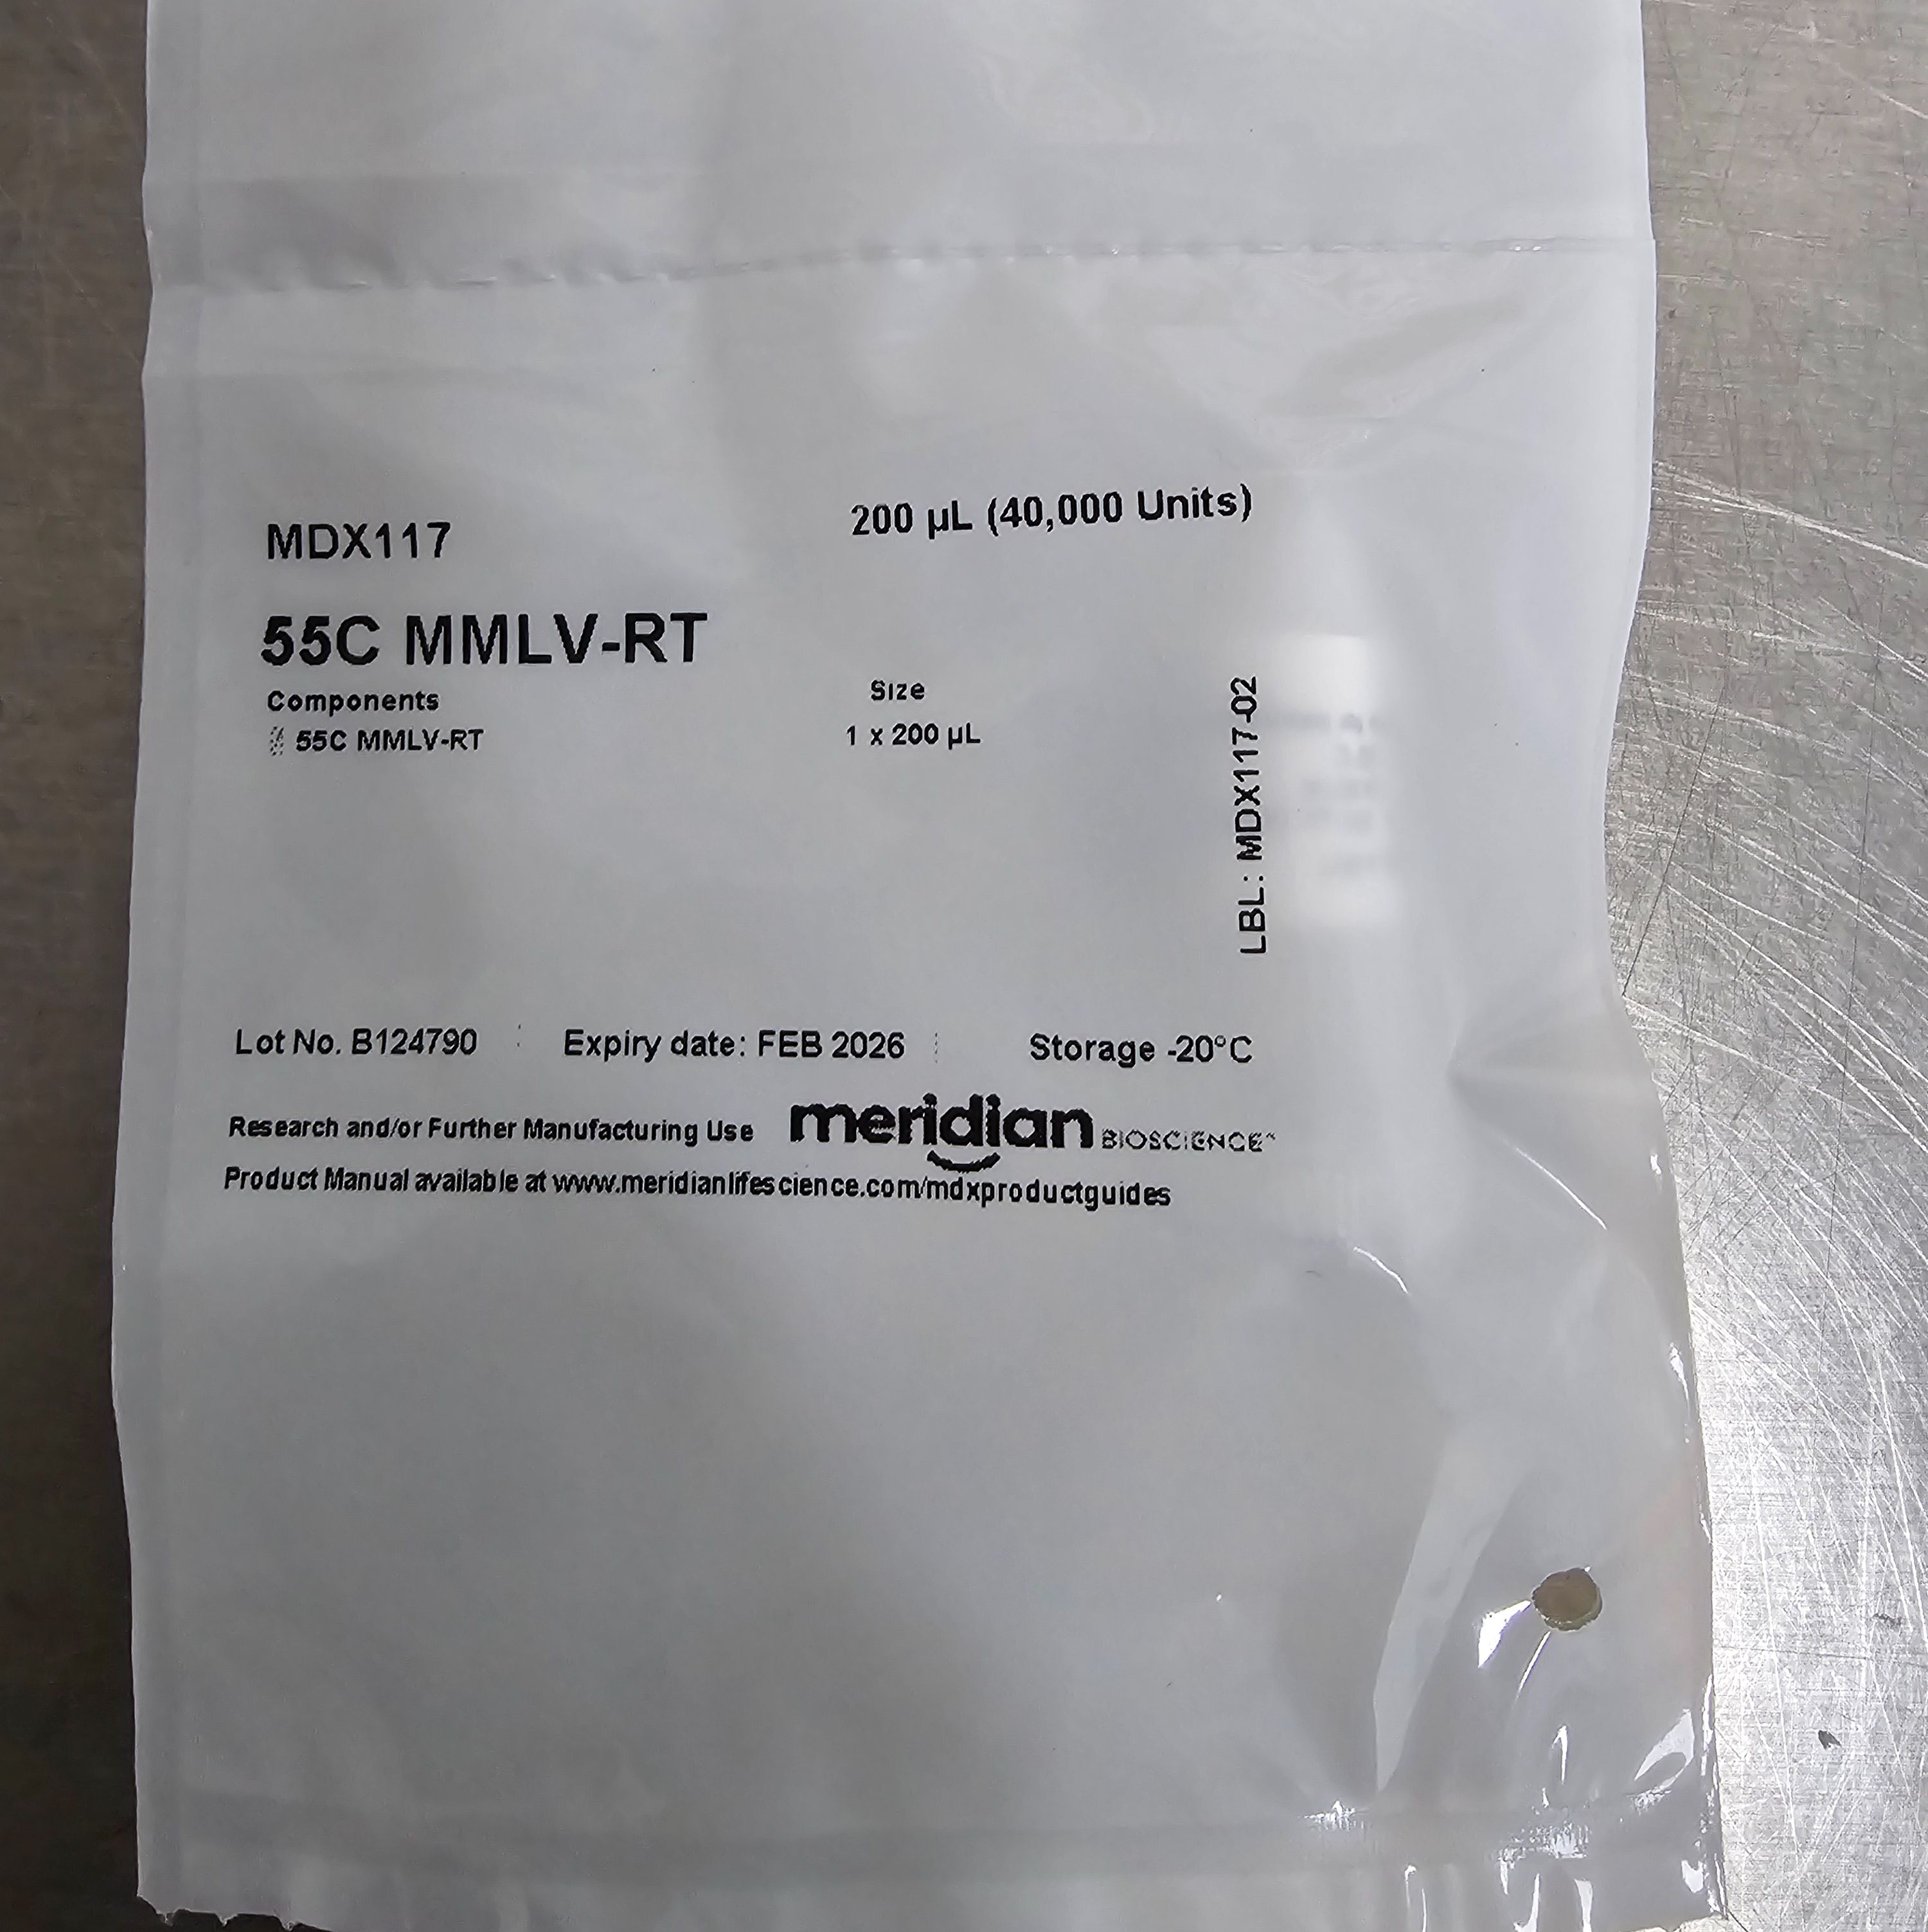 MDX117
200 µL (40,000 Units)
55C MMLV-RT
Components
Size
55C MMLV-RT
1 x 200 µL
LBL: MDX117-02
Lot No. B124790
Expiry date: FEB 2026
Storage -20°C
Research and/or Further Manufacturing Use
meridian BIOSCIENCE
Product Manual available at www.meridianlifescience.com/mdxproductguides